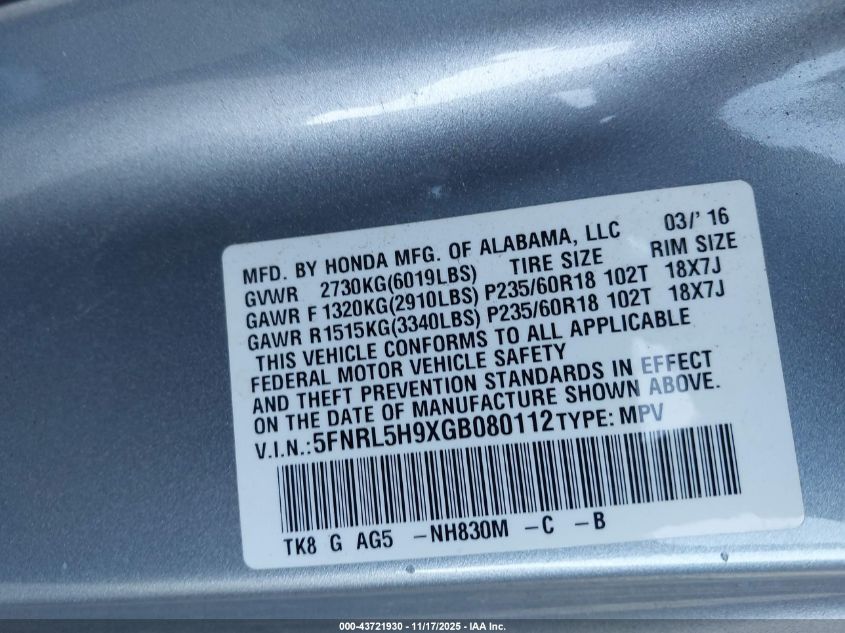 MFD. BY HONDA MFG. OF ALABAMA, LLC 03/' 16
GVWR 2730KG(6019LBS) TIRE SIZE RIM SIZE
GAWR F 1320KG(2910LBS) P235/60R18 102T 18X7J
GAWR R1515KG(3340LBS) P235/60R18 102T 18X7J
THIS VEHICLE CONFORMS TO ALL APPLICABLE
FEDERAL MOTOR VEHICLE SAFETY
AND THEFT PREVENTION STANDARDS IN EFFECT
ON THE DATE OF MANUFACTURE SHOWN ABOVE.
V.I.N.:5FNRL5H9XGB080112 TYPE: MPV
TK8 G AG5 -NH830M -C -B
000-43721930 - 11/17/2025 - IAA Inc.